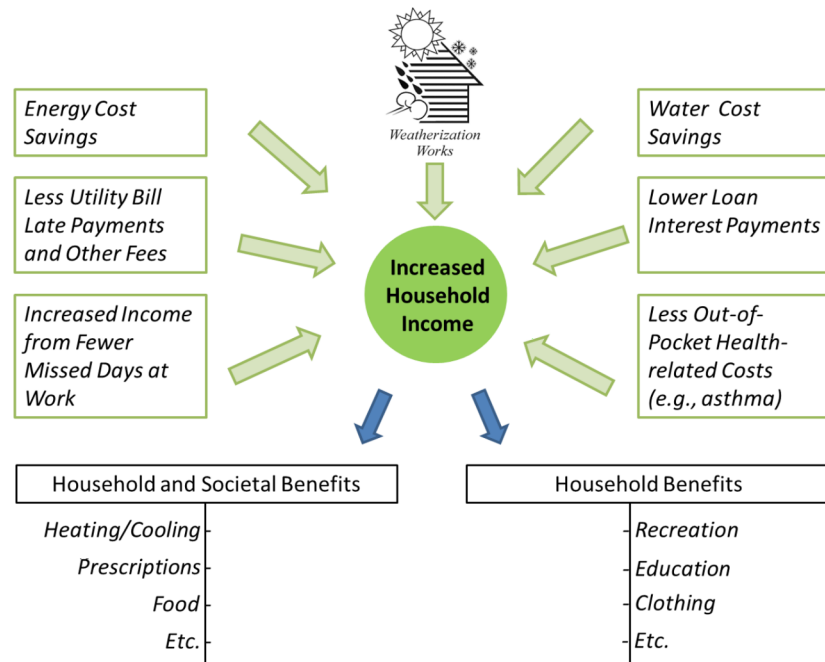 Weatherization
Works
Energy Cost
Savings
Water Cost
Savings
Less Utility Bill
Late Payments
and Other Fees
Lower Loan
Interest Payments
Increased
Household
Income
Increased Income
from Fewer
Missed Days at
Work
Less Out-of-
Pocket Health-
related Costs
(e.g., asthma)
Household and Societal Benefits
Heating/Cooling
Prescriptions
Food
Etc.
Household Benefits
Recreation
Education
Clothing
Etc.